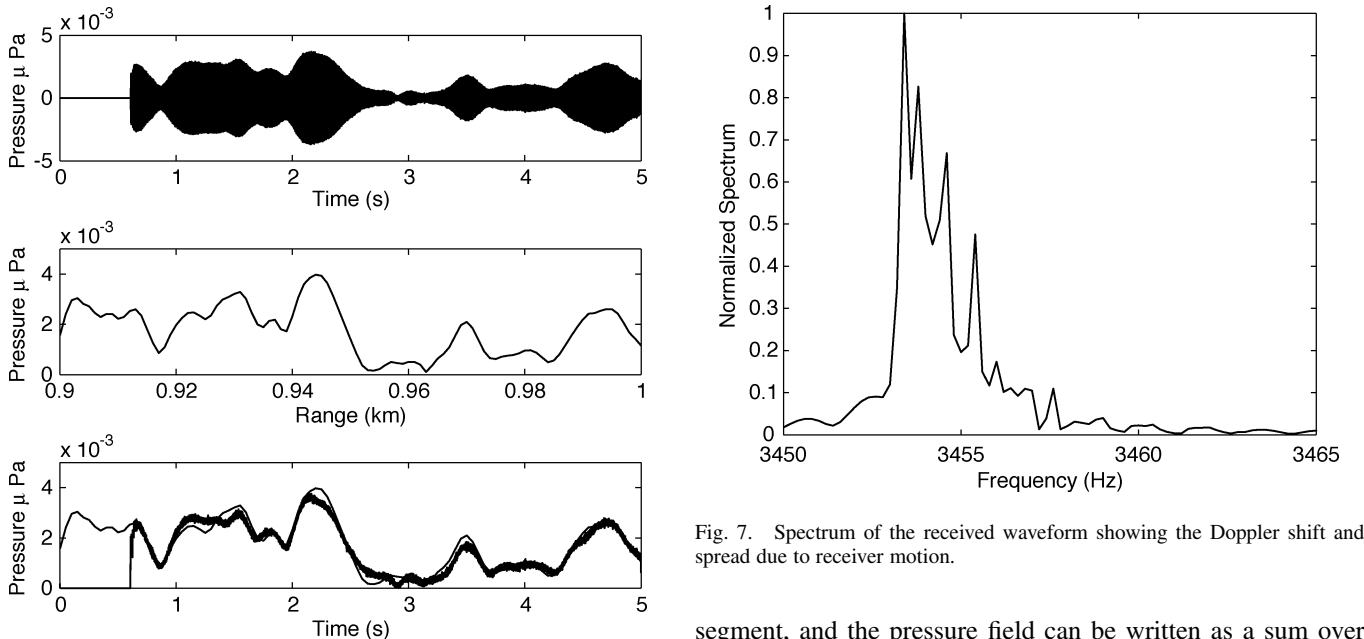 x 10-3
5
0
-5
Pressure μ Pa
0 1 2 3 4 5
Time (s)
x 10-3
4
2
0
Pressure μ Pa
0.9 0.92 0.94 0.96 0.98 1
Range (km)
x 10-3
4
2
0
Pressure μ Pa
0 1 2 3 4 5
Time (s)
1
0.9
0.8
0.7
0.6
0.5
0.4
0.3
0.2
0.1
0
Normalized Spectrum
3450 3455 3460 3465
Frequency (Hz)
Fig. 7. Spectrum of the received waveform showing the Doppler shift and
spread due to receiver motion.
segment, and the pressure field can be written as a sum over